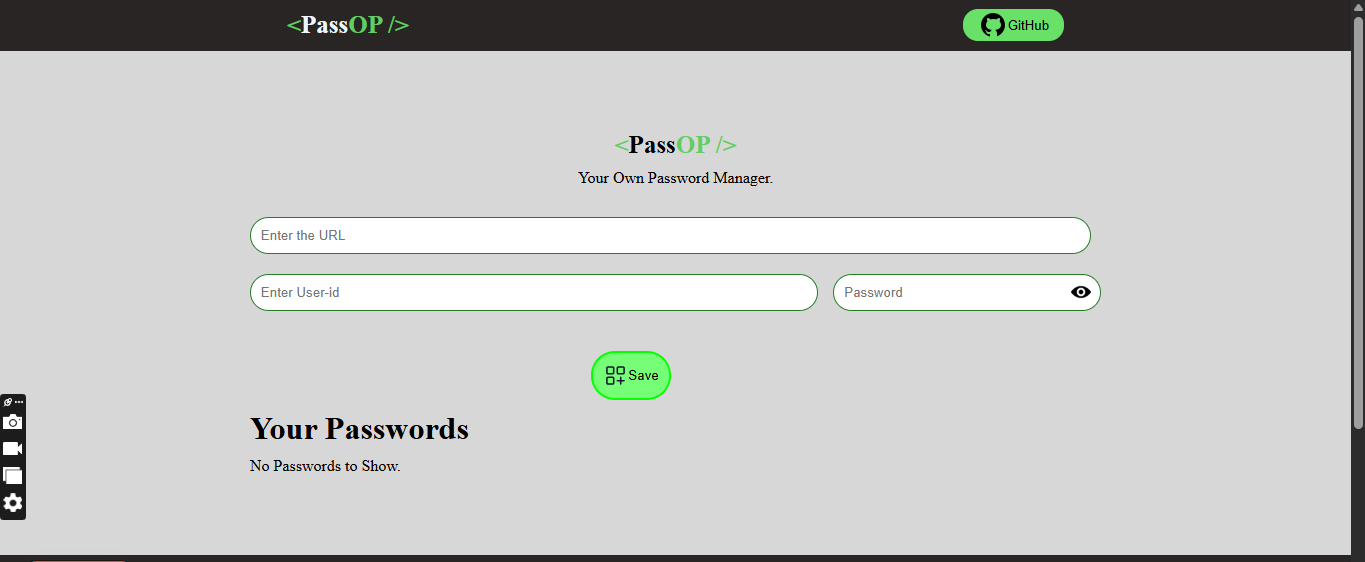 <PassOP />
GitHub
<PassOP />
Your Own Password Manager.
Enter the URL
Enter User-id
Password
Save
Your Passwords
No Passwords to Show.